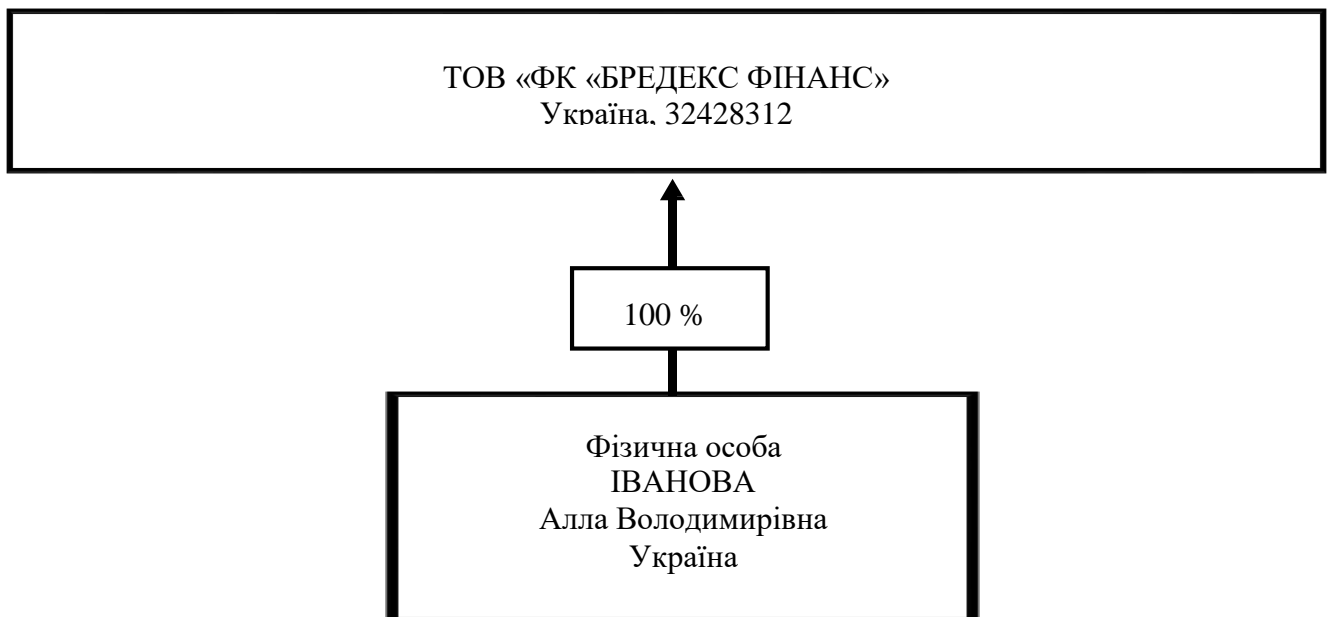 ТОВ «ФК «БРЕДЕКС ФІНАНС»
Україна, 32428312
100 %
Фізична особа
ІВАНОВА
Алла Володимирівна
Україна